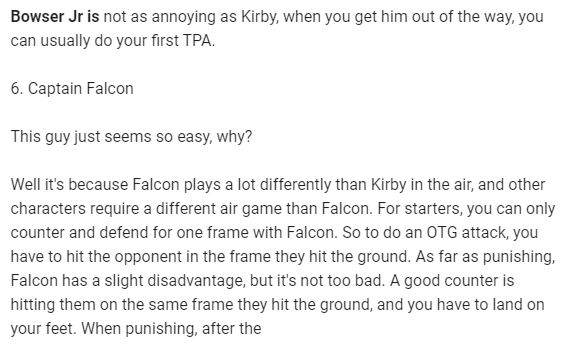 Bowser Jr is not as annoying as Kirby, when you get him out of the way, you
can usually do your first TPA.
6. Captain Falcon
This guy just seems so easy, why?
Well it's because Falcon plays a lot differently than Kirby in the air, and other
characters require a different air game than Falcon. For starters, you can only
counter and defend for one frame with Falcon. So to do an OTG attack, you
have to hit the opponent in the frame they hit the ground. As far as punishing,
Falcon has a slight disadvantage, but it's not too bad. A good counter is
hitting them on the same frame they hit the ground, and you have to land on
your feet. When punishing, after the